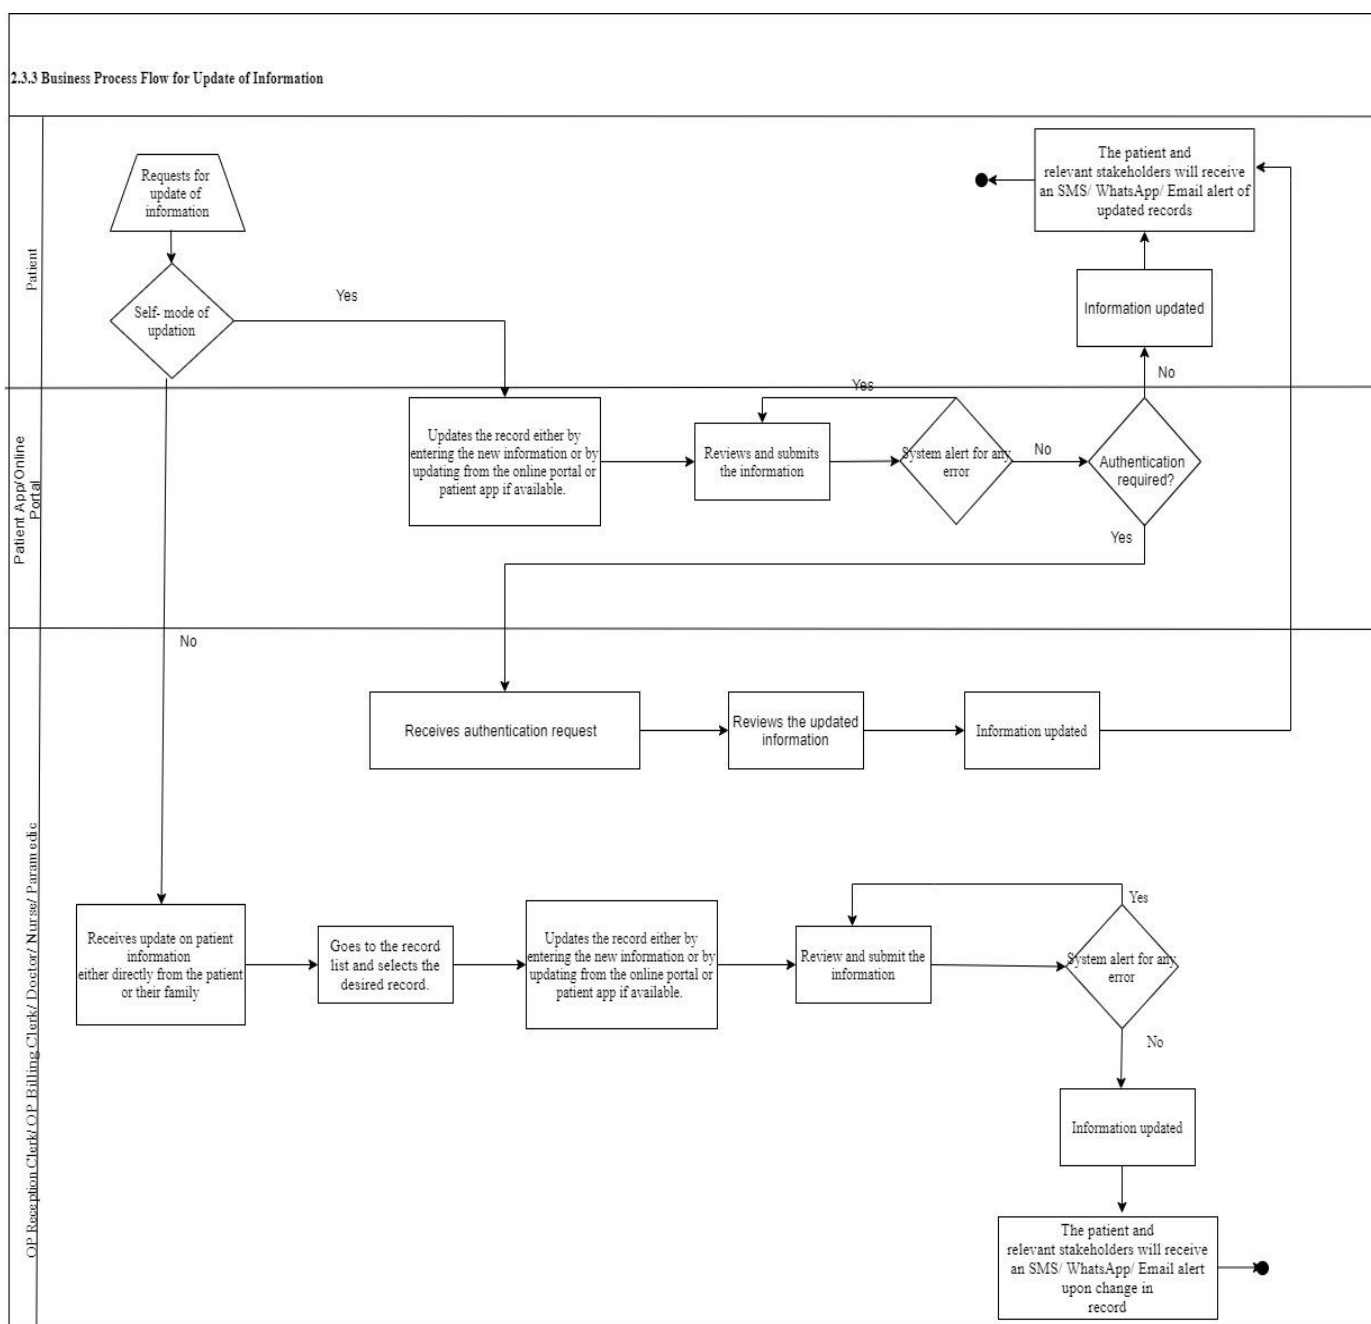 2.3.3 Business Process Flow for Update of Information
Patient
Requests for
update of
information
Self- mode of
updation
Yes
The patient and
relevant stakeholders will receive
an SMS/ WhatsApp/ Email alert of
updated records
Information updated
No
Patient App/Online
Portal
Updates the record either by
entering the new information or by
updating from the online portal or
patient app if available.
Reviews and submits
the information
Yes
System alert for any
error
No
Authentication
required?
Yes
No
OP Reception Clerk/ OP Billing Clerk/ Doctor/ Nurse/ Paramedic
Receives authentication request
Reviews the updated
information
Information updated
Receives update on patient
information
either directly from the patient
or their family
Goes to the record
list and selects the
desired record.
Updates the record either by
entering the new information or by
updating from the online portal or
patient app if available.
Review and submit the
information
Yes
System alert for any
error
No
Information updated
The patient and
relevant stakeholders will receive
an SMS/ WhatsApp/ Email alert
upon change in
record